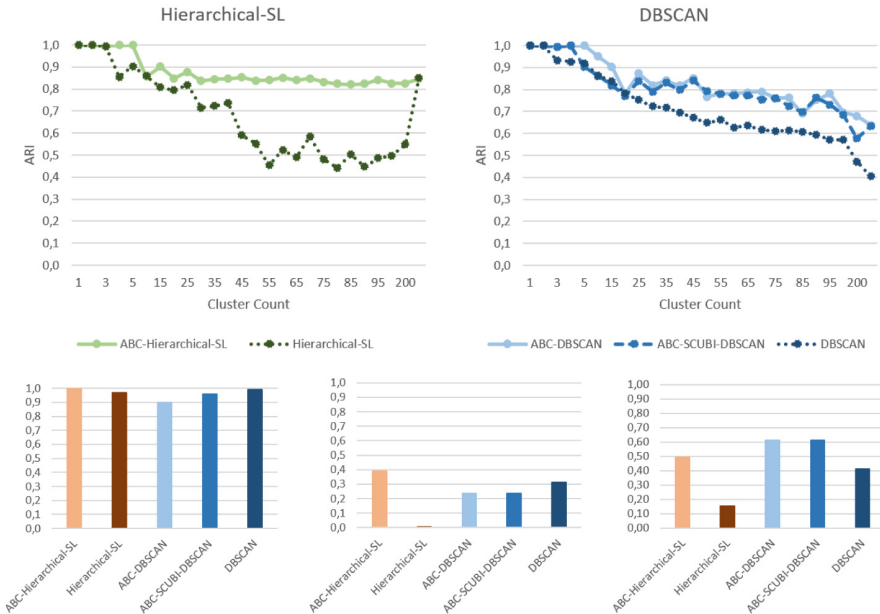 Hierarchical-SL
1,0
0,9
0,8
0,7
0,6
0,5
0,4
0,3
0,2
0,1
0,0
ARI
1 3 5 15 25 35 45 55 65 75 85 95 200
Cluster Count
ABC-Hierarchical-SL Hierarchical-SL
DBSCAN
1,0
0,9
0,8
0,7
0,6
0,5
0,4
0,3
0,2
0,1
0,0
ARI
1 3 5 15 25 35 45 55 65 75 85 95 200
Cluster Count
ABC-DBSCAN ABC-SCUBI-DBSCAN DBSCAN
1,0
0,9
0,8
0,7
0,6
0,5
0,4
0,3
0,2
0,1
0,0
ABC-Hierarchical-SL
Hierarchical-SL
ABC-DBSCAN
ABC-SCUBI-DBSCAN
DBSCAN
1,0
0,9
0,8
0,7
0,6
0,5
0,4
0,3
0,2
0,1
0,0
ABC-Hierarchical-SL
Hierarchical-SL
ABC-DBSCAN
ABC-SCUBI-DBSCAN
DBSCAN
1,00
0,90
0,80
0,70
0,60
0,50
0,40
0,30
0,20
0,10
0,00
ABC-Hierarchical-SL
Hierarchical-SL
ABC-DBSCAN
ABC-SCUBI-DBSCAN
DBSCAN